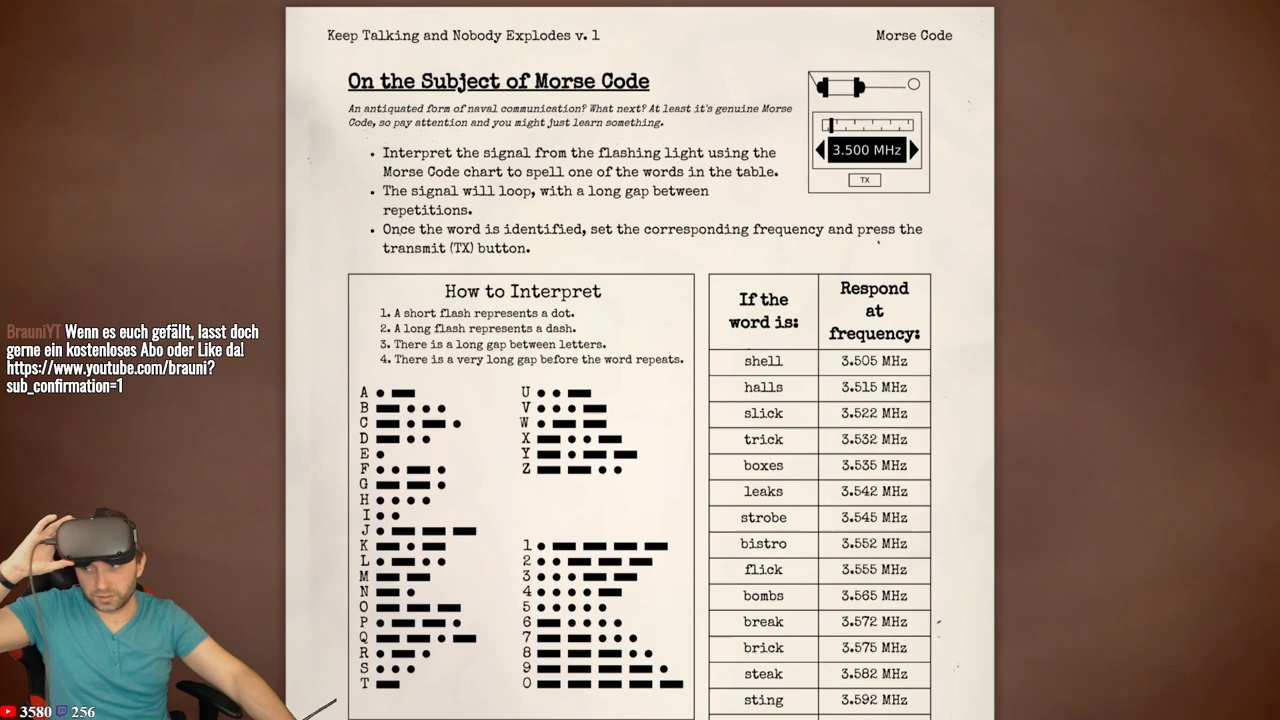 Keep Talking and Nobody Explodes v. 1
Morse Code
On the Subject of Morse Code
An antiquated form of naval communication? What next? At least it's genuine Morse
Code, so pay attention and you might just learn something.
• Interpret the signal from the flashing light using the
Morse Code chart to spell one of the words in the table.
• The signal will loop, with a long gap between
repetitions.
• Once the word is identified, set the corresponding frequency and press the
transmit (TX) button.
3.500 MHz
TX
How to Interpret
1. A short flash represents a dot.
2. A long flash represents a dash.
3. There is a long gap between letters.
4. There is a very long gap before the word repeats.
A
B
C
D
E
F
G
H
I
J
K
L
M
N
O
P
Q
R
S
T
U
V
W
X
Y
Z
1
2
3
4
5
6
7
8
9
0
If the
word is:
Respond
at
frequency:
shell 3.505 MHz
halls 3.515 MHz
slick 3.522 MHz
trick 3.532 MHz
boxes 3.535 MHz
leaks 3.542 MHz
strobe 3.545 MHz
bistro 3.552 MHz
flick 3.555 MHz
bombs 3.565 MHz
break 3.572 MHz
brick 3.575 MHz
steak 3.582 MHz
sting 3.592 MHz
BrauniYT Wenn es euch gefällt, lasst doch
gerne ein kostenloses Abo oder Like da!
https://www.youtube.com/brauni?
sub_confirmation=1
3580 256